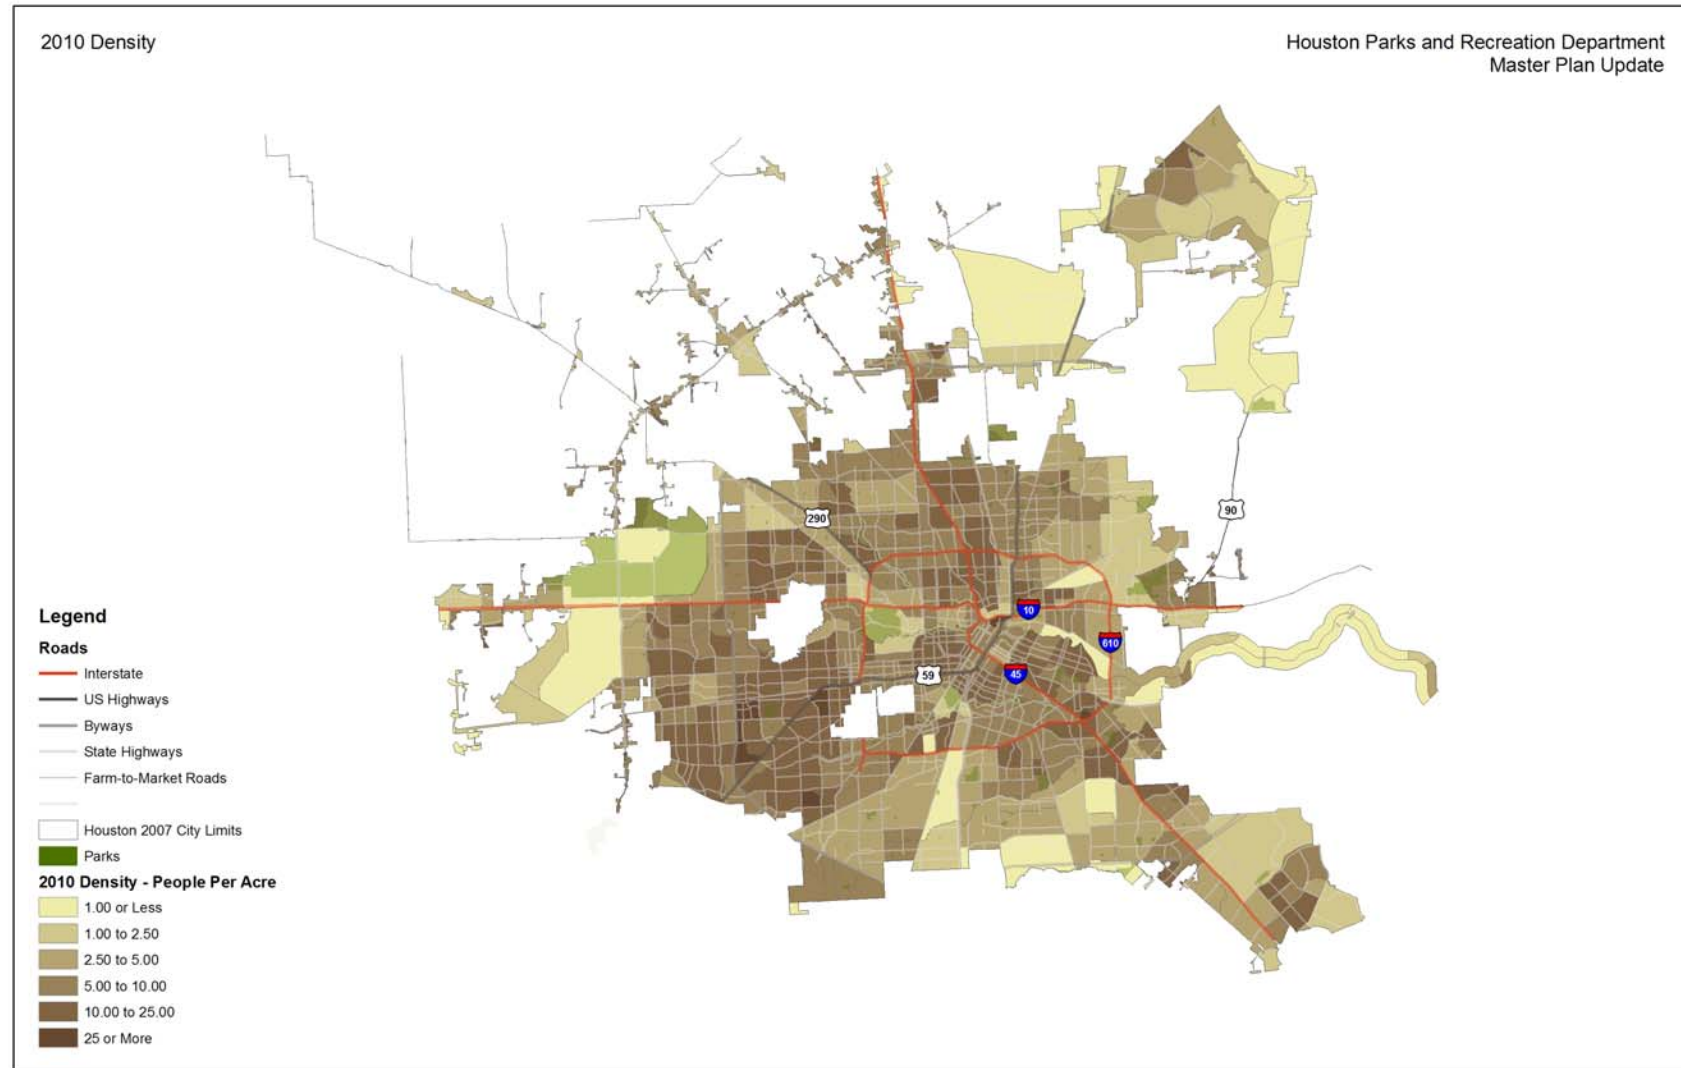 2010 Density
Houston Parks and Recreation Department
Master Plan Update
290
90
10
610
59
45
Legend
Roads
Interstate
US Highways
Byways
State Highways
Farm-to-Market Roads
Houston 2007 City Limits
Parks
2010 Density - People Per Acre
1.00 or Less
1.00 to 2.50
2.50 to 5.00
5.00 to 10.00
10.00 to 25.00
25 or More